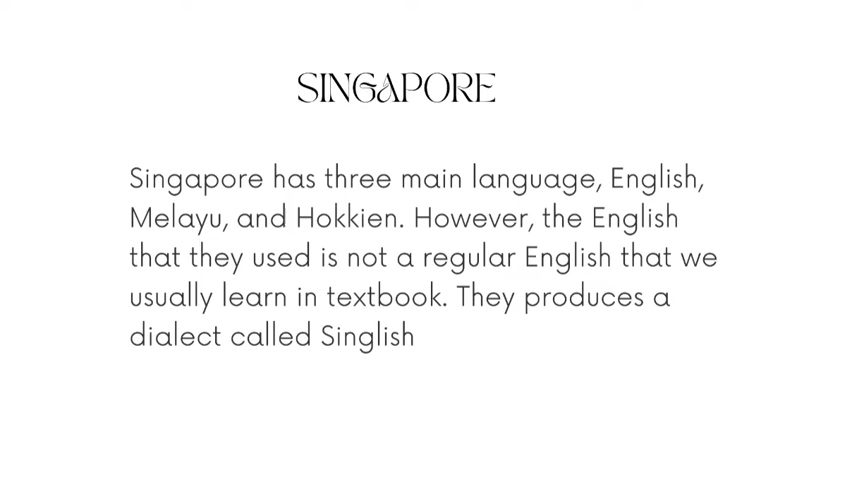 SINGAPORE
Singapore has three main language, English,
Melayu, and Hokkien. However, the English
that they used is not a regular English that we
usually learn in textbook. They produces a
dialect called Singlish